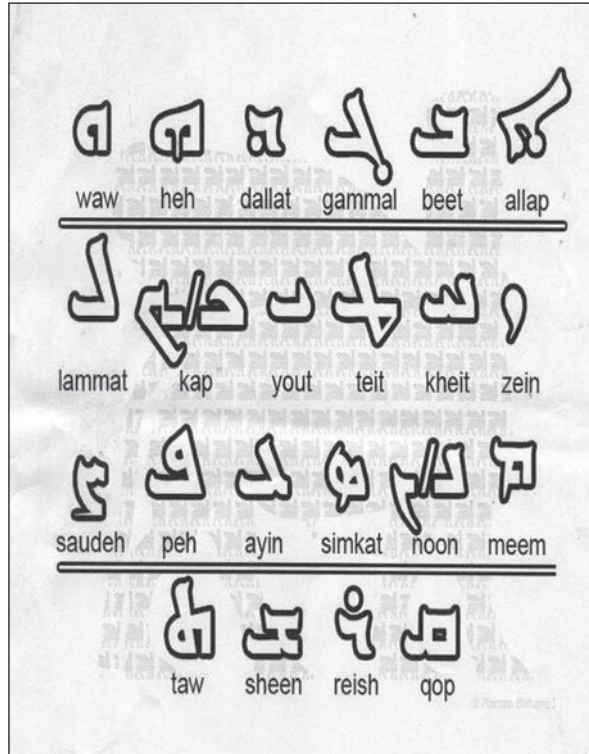 ܐ ܒ ܓ ܕ ܗ ܘ
waw heh dallat gammal beet allap
ܙ ܚ ܛ ܝ ܟ/ܟ ܠ
lammat kap yout teit kheit zein
ܡ ܢ/ܢ ܣ ܥ ܦ ܨ
saudeh peh ayin simkat noon meem
ܩ ܪ ܫ ܬ
taw sheen reish qop